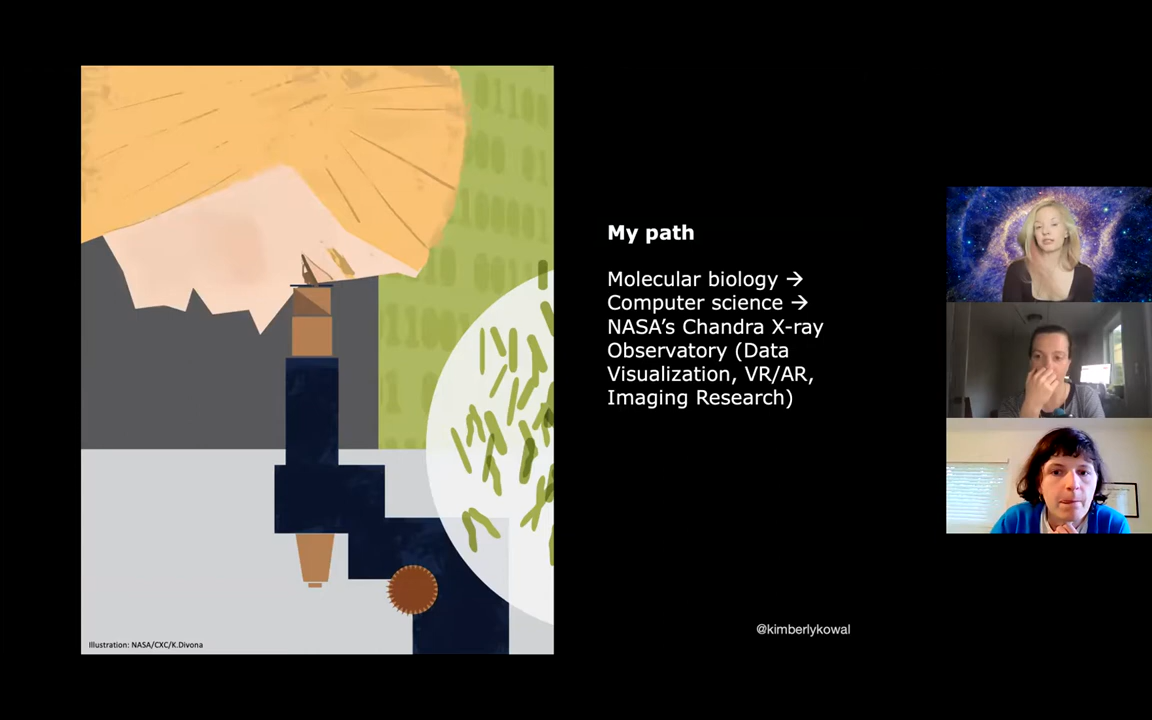 My path
Molecular biology →
Computer science →
NASA's Chandra X-ray
Observatory (Data
Visualization, VR/AR,
Imaging Research)
@kimberlykowal
Illustration: NASA/CXC/K.Divona